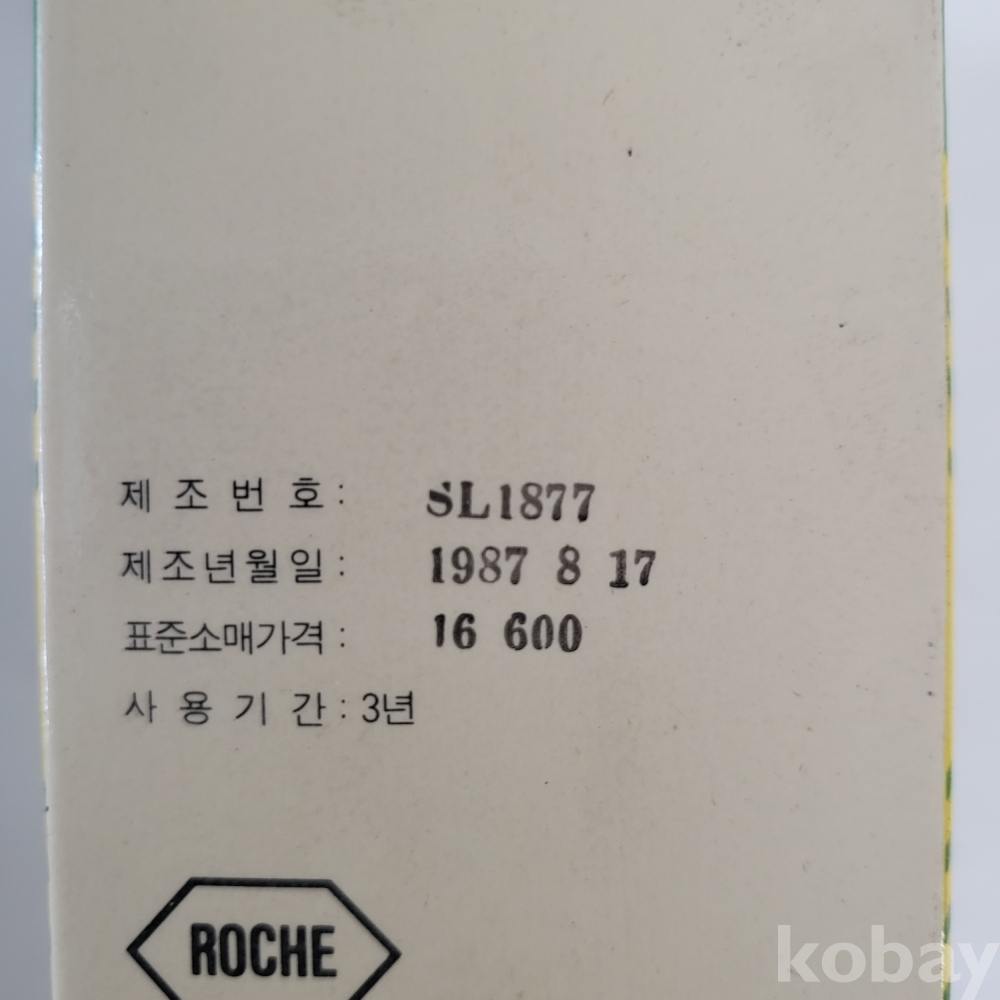 제 조 번 호 : SL1877
제조년월일 : 1987 8 17
표준소매가격 : 16 600
사 용 기 간 : 3년
ROCHE
kobay